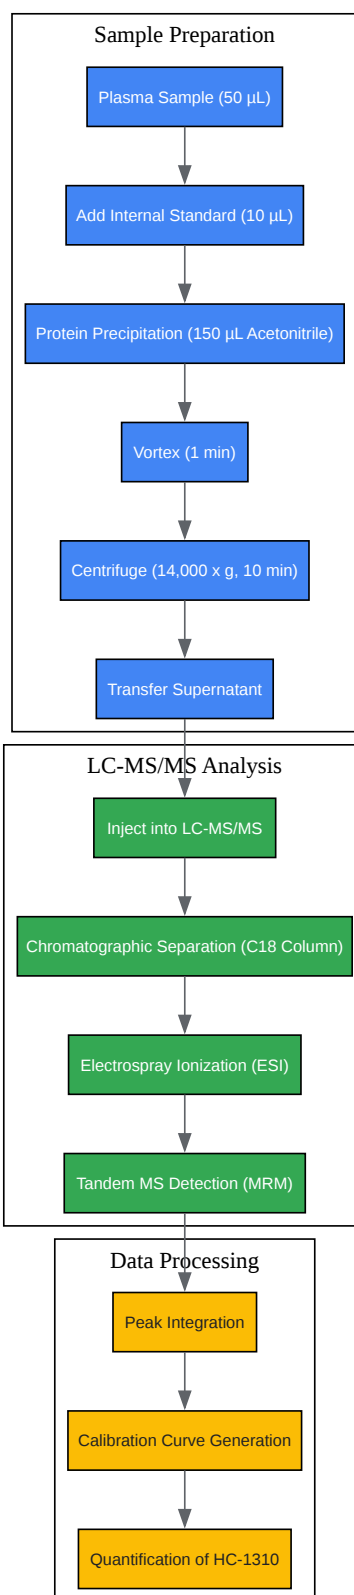 Sample Preparation
Plasma Sample (50 µL)
Add Internal Standard (10 µL)
Protein Precipitation (150 µL Acetonitrile)
Vortex (1 min)
Centrifuge (14,000 x g, 10 min)
Transfer Supernatant
LC-MS/MS Analysis
Inject into LC-MS/MS
Chromatographic Separation (C18 Column)
Electrospray Ionization (ESI)
Tandem MS Detection (MRM)
Data Processing
Peak Integration
Calibration Curve Generation
Quantification of HC-1310